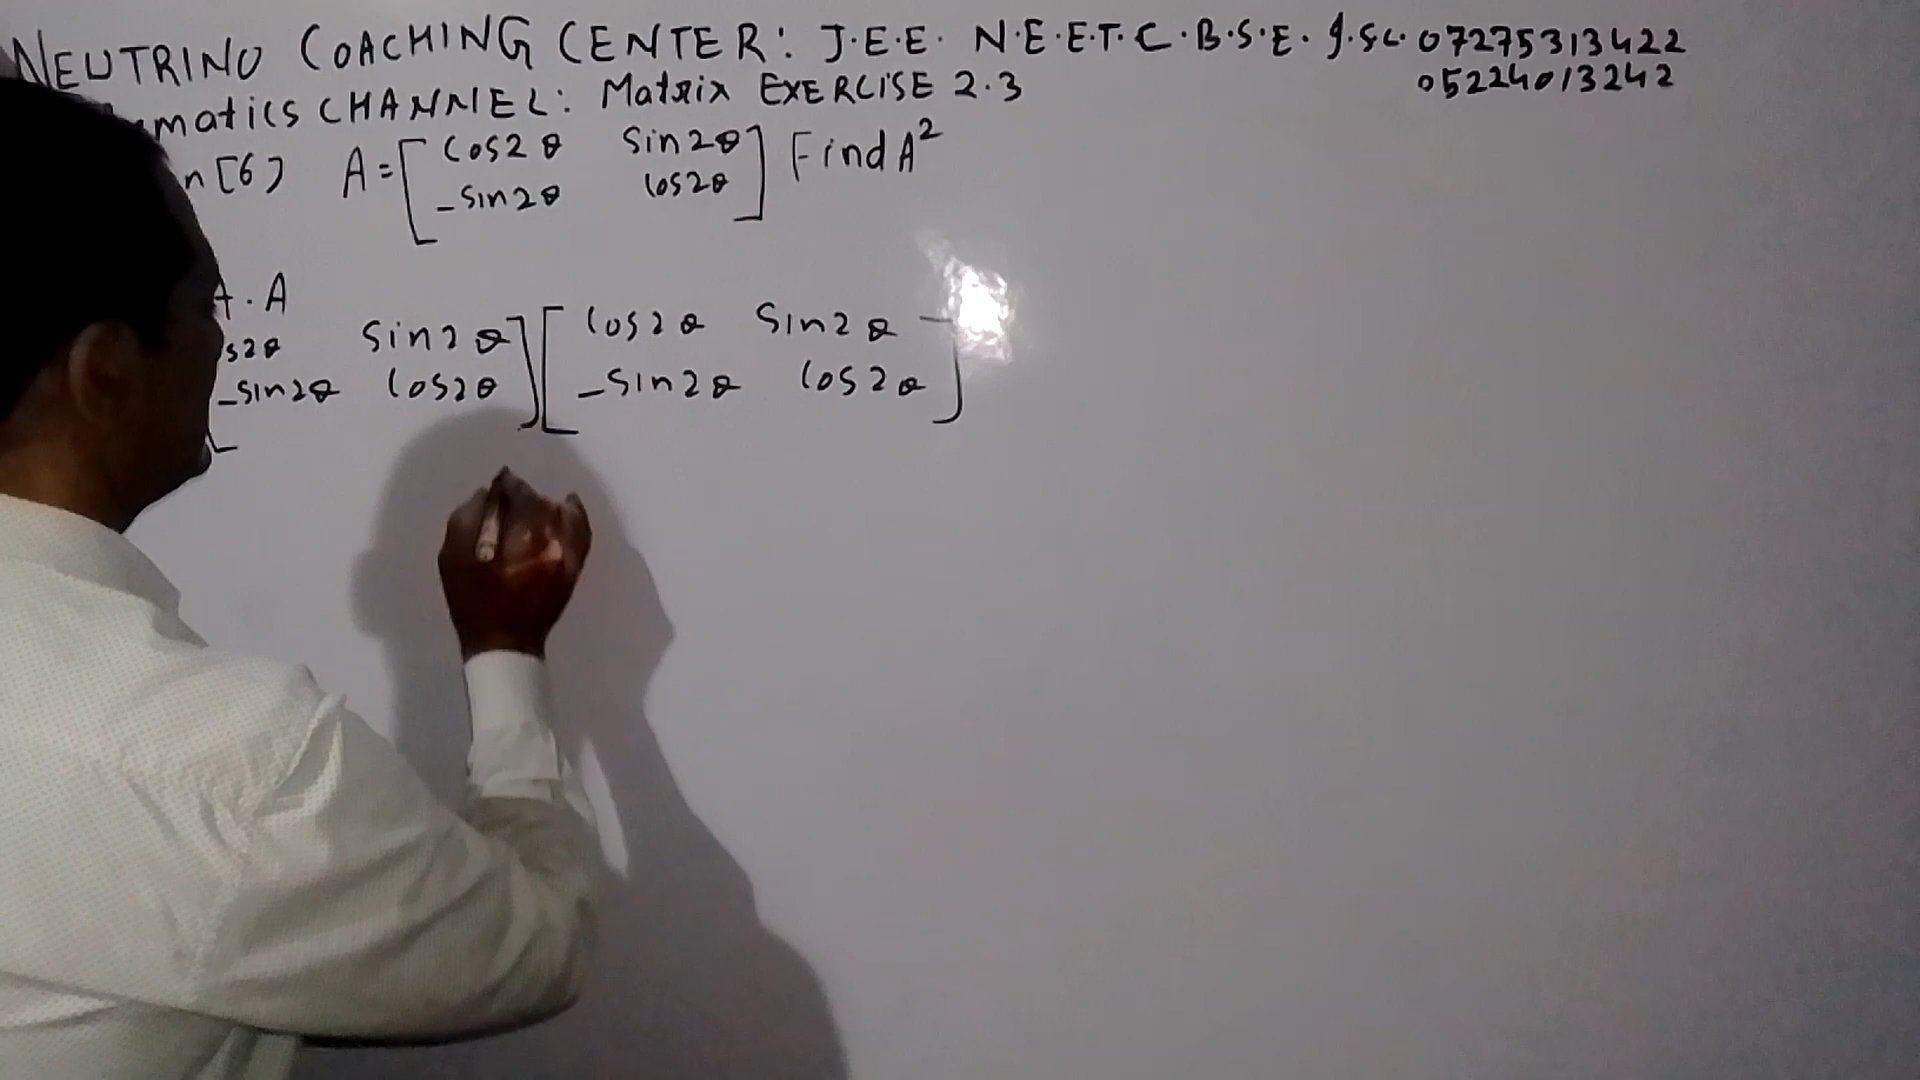 NEUTRINO COACHING CENTER: J.E.E. N.E.E.T. C.B.S.E. I.Sc. 07275313422
05224013242
matics CHANNEL: Matrix EXERCISE 2.3
n [6] A = [ cos2θ sin2θ ] Find A²
-sin2θ cos2θ
A . A
s2θ sin2θ ] [ cos2θ sin2θ
[ -sin2θ cos2θ ] [ -sin2θ cos2θ ]